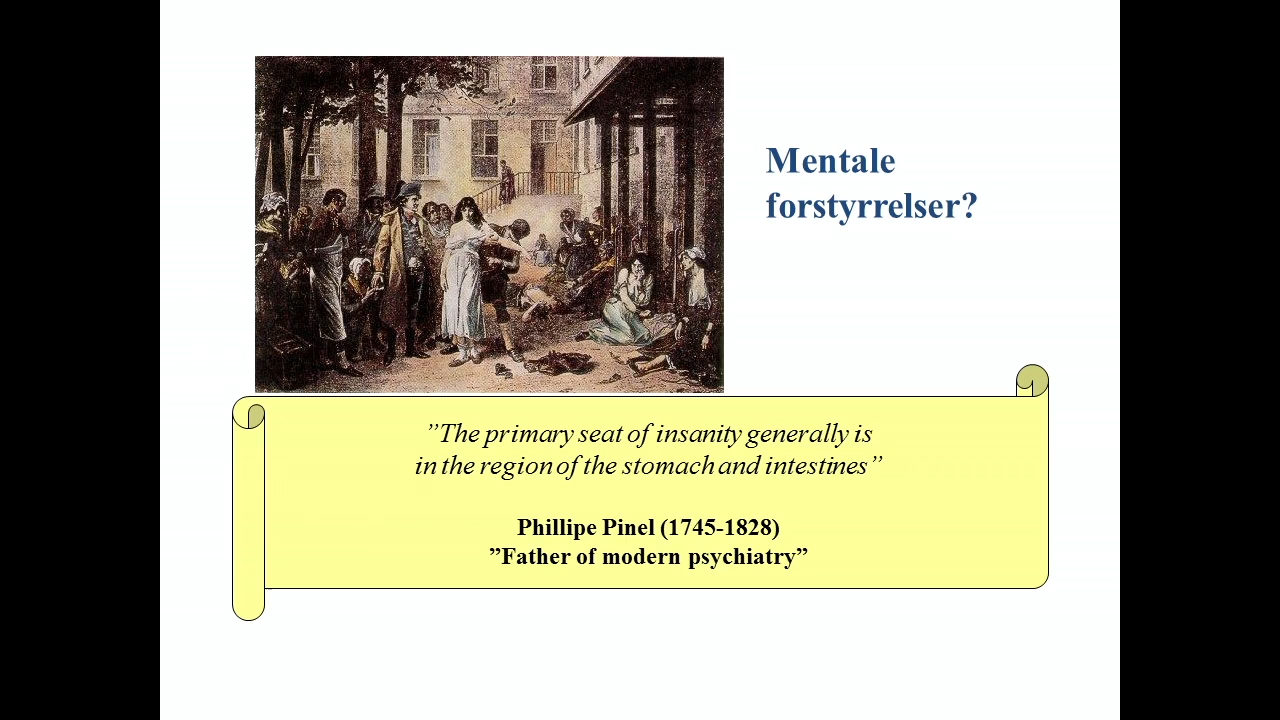 Mentale
forstyrrelser?
”The primary seat of insanity generally is
in the region of the stomach and intestines”
Phillipe Pinel (1745-1828)
”Father of modern psychiatry”